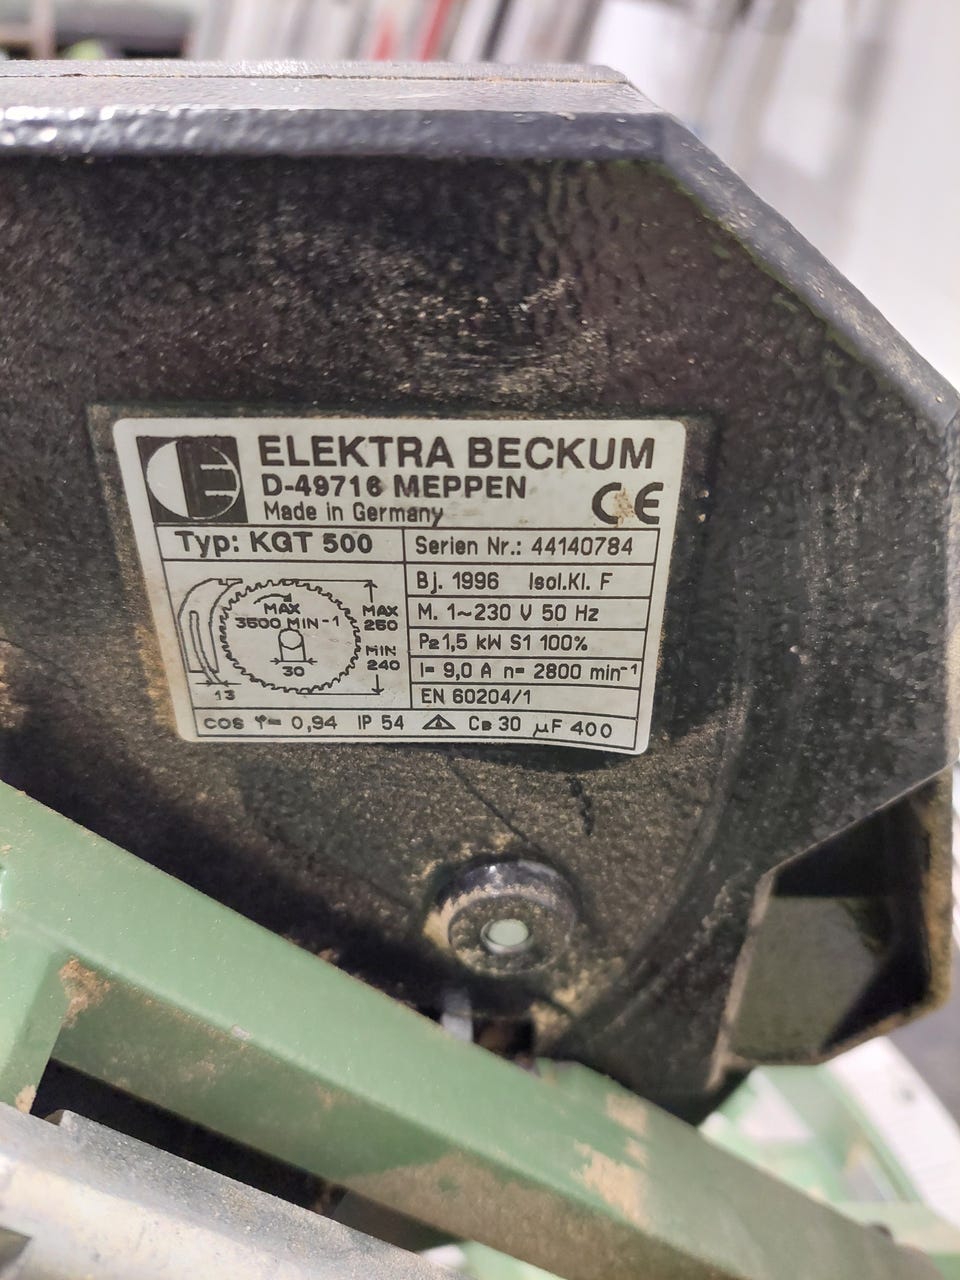 ELEKTRA BECKUM
D-49716 MEPPEN
Made in Germany
CE
Typ: KGT 500
Serien Nr.: 44140784
Bj. 1996 Isol.Kl. F
M. 1~230 V 50 Hz
P2 1,5 kW S1 100%
I= 9,0 A n= 2800 min⁻¹
EN 60204/1
MAX
3500 MIN-1
30
13
MAX
250
MIN
240
cos φ= 0,94 IP 54 ⚠ CB 30 µF 400